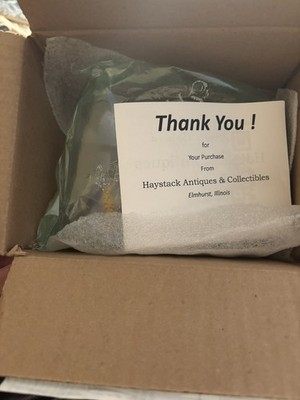 Thank You !
for
Your Purchase
From
Haystack Antiques & Collectibles
Elmhurst, Illinois